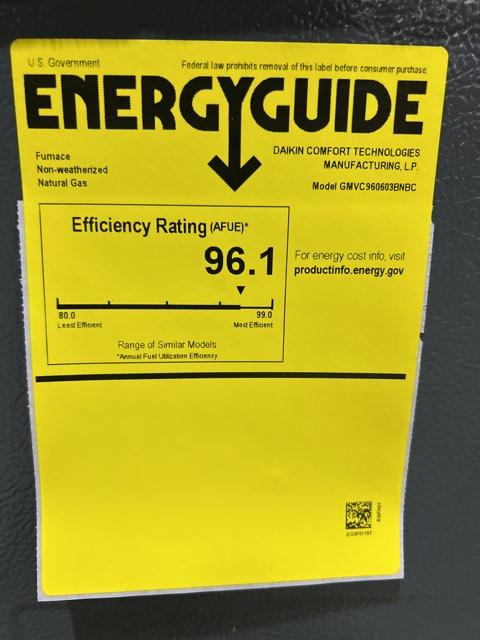 U.S. Government
Federal law prohibits removal of this label before consumer purchase.
ENERGYGUIDE
Furnace
Non-weatherized
Natural Gas
DAIKIN COMFORT TECHNOLOGIES
MANUFACTURING, L.P.
Model GMVC960603BNBC
Efficiency Rating (AFUE)*
96.1
80.0
Least Efficient
99.0
Most Efficient
Range of Similar Models
*Annual Fuel Utilization Efficiency
For energy cost info, visit
productinfo.energy.gov